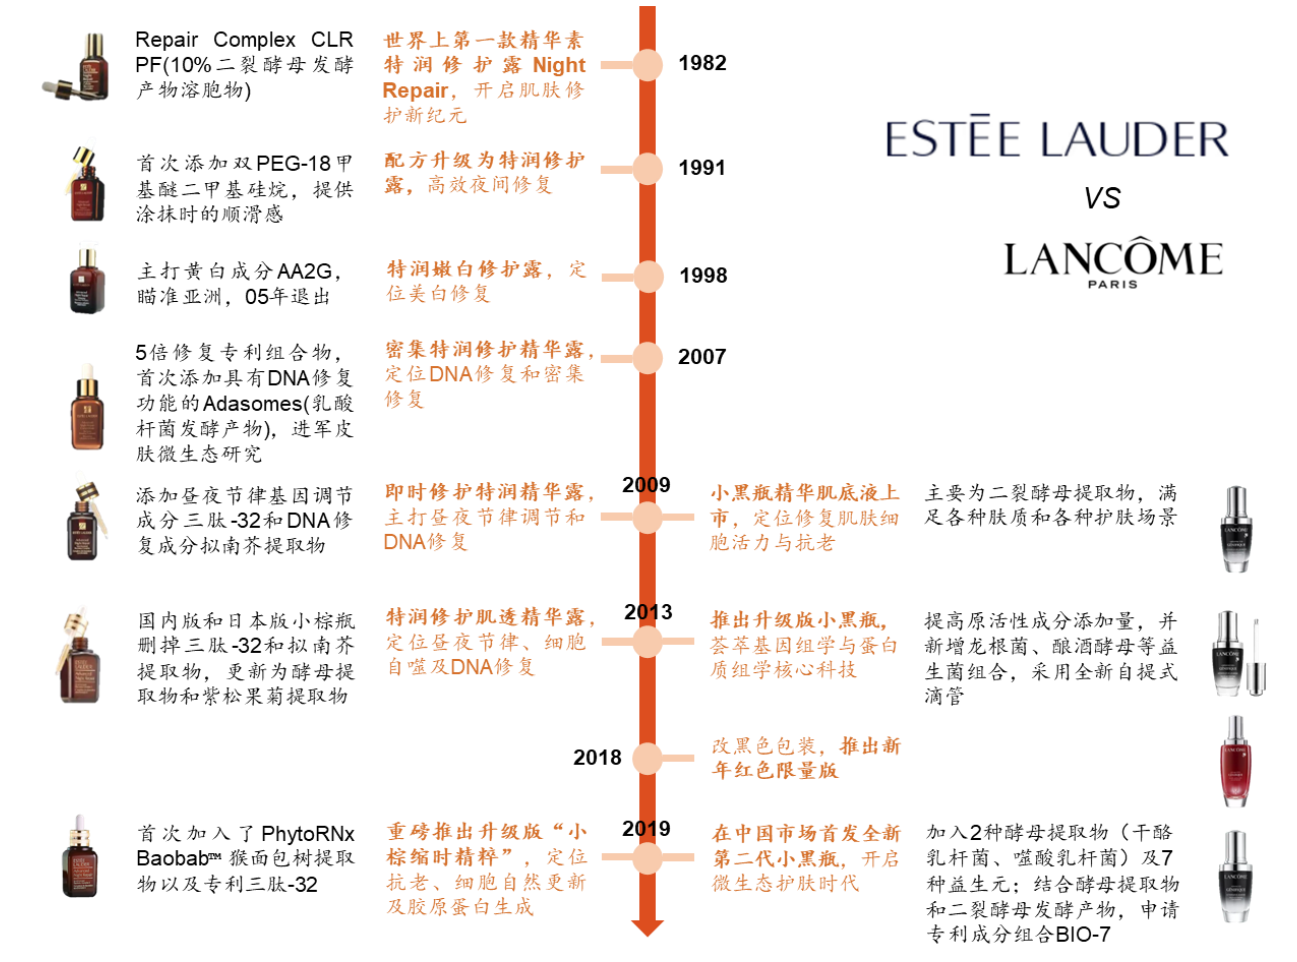 ESTĒE LAUDER
VS
LANCÔME
PARIS
1982
世界上第一款精华素
特润修护露Night
Repair，开启肌肤修
护新纪元
Repair Complex CLR
PF(10%二裂酵母发酵
产物溶胞物)
1991
配方升级为特润修护
露，高效夜间修复
首次添加双PEG-18甲
基醚二甲基硅烷，提供
涂抹时的顺滑感
1998
特润嫩白修护露，定
位美白修复
主打黄白成分AA2G，
瞄准亚洲，05年退出
2007
密集特润修护精华露，
定位DNA修复和密集
修复
5倍修复专利组合物，
首次添加具有DNA修复
功能的Adasomes(乳酸
杆菌发酵产物)，进军皮
肤微生态研究
2009
即时修护特润精华露，
主打昼夜节律调节和
DNA修复
添加昼夜节律基因调节
成分三肽-32和DNA修
复成分拟南芥提取物
小黑瓶精华肌底液上
市，定位修复肌肤细
胞活力与抗老
主要为二裂酵母提取物，满
足各种肤质和各种护肤场景
2013
特润修护肌透精华露，
定位昼夜节律、细胞
自噬及DNA修复
国内版和日本版小棕瓶
删掉三肽-32和拟南芥
提取物，更新为酵母提
取物和紫松果菊提取物
推出升级版小黑瓶，
荟萃基因组学与蛋白
质组学核心科技
提高原活性成分添加量，并
新增龙根菌、酿酒酵母等益
生菌组合，采用全新自提式
滴管
2018
改黑色包装，推出新
年红色限量版
2019
重磅推出升级版“小
棕缩时精粹”，定位
抗老、细胞自然更新
及胶原蛋白生成
首次加入了PhytoRNx
Baobab™ 猴面包树提取
物以及专利三肽-32
在中国市场首发全新
第二代小黑瓶，开启
微生态护肤时代
加入2种酵母提取物（干酪
乳杆菌、噬酸乳杆菌）及7
种益生元；结合酵母提取物
和二裂酵母发酵产物，申请
专利成分组合BIO-7